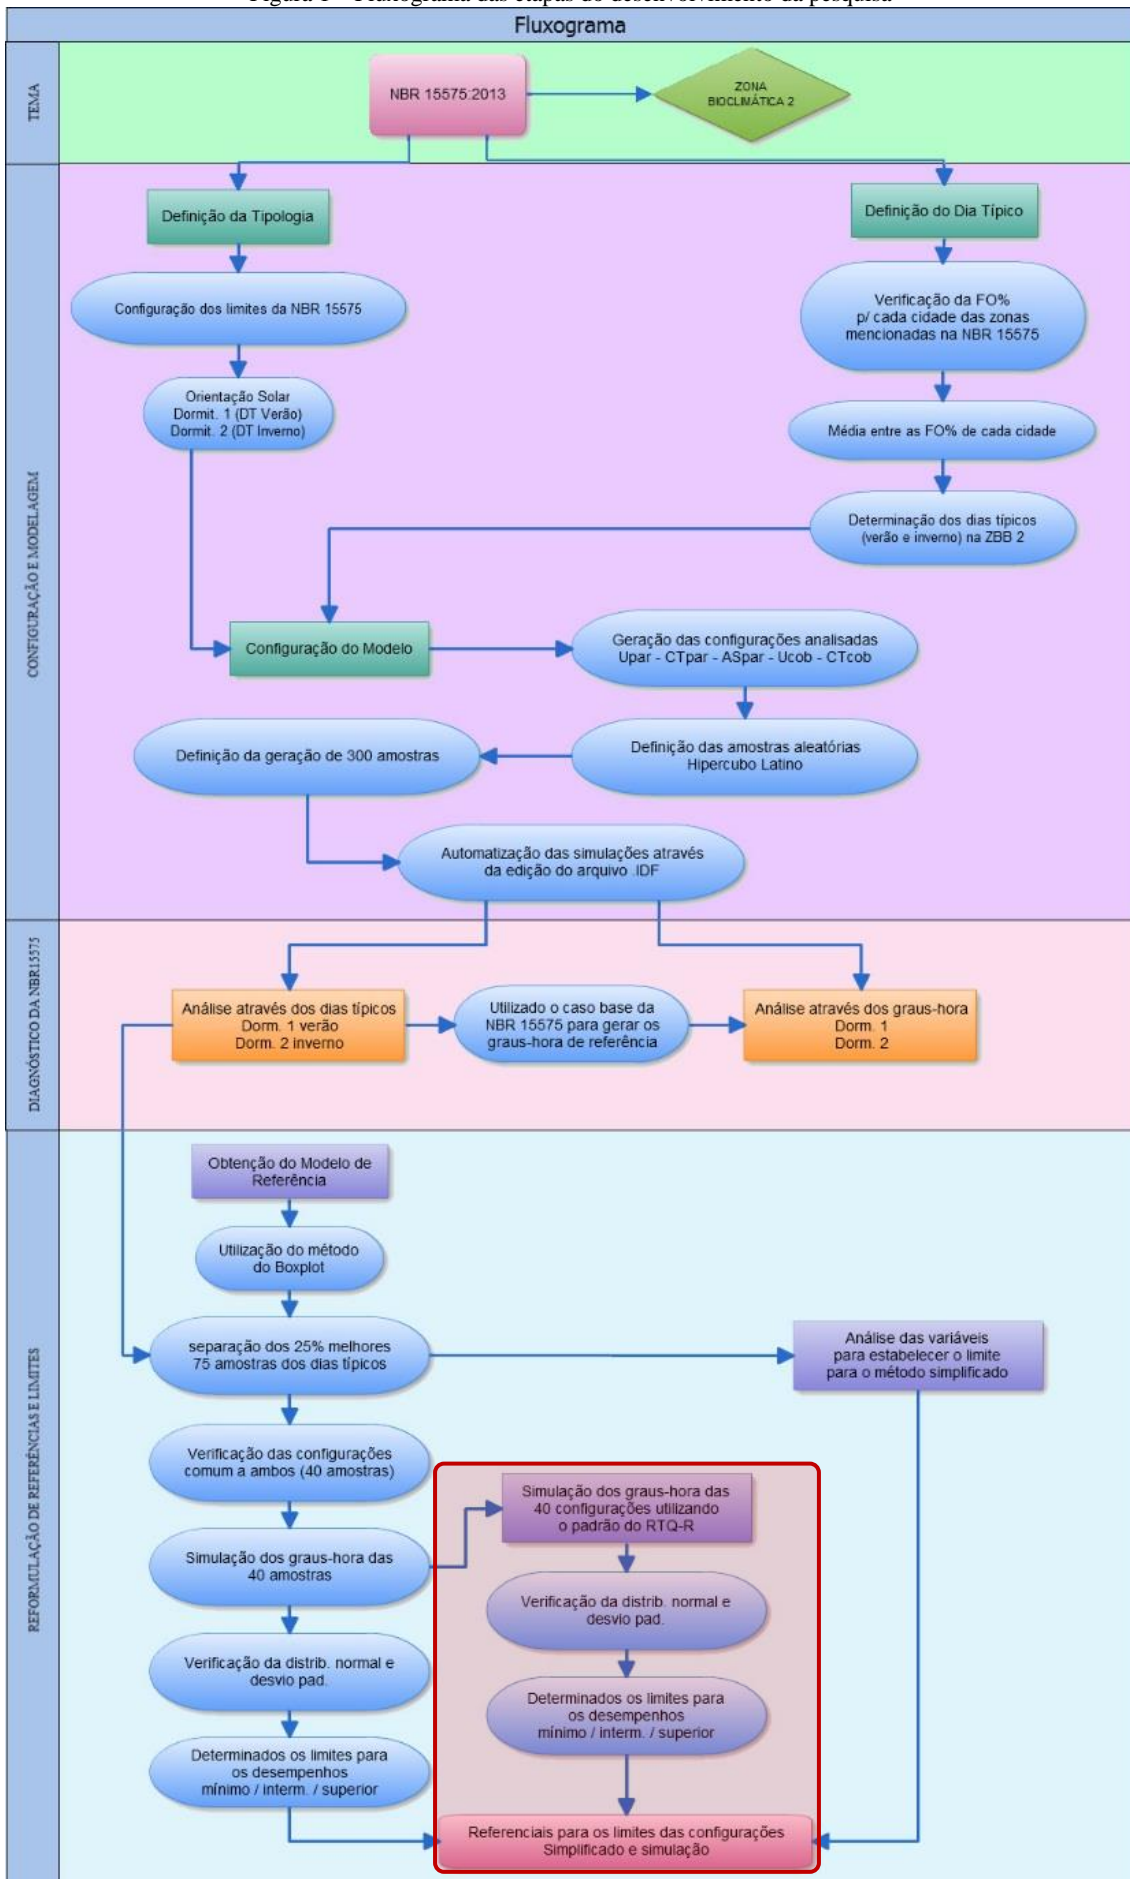 Figura 1 – Fluxograma das etapas do desenvolvimento da pesquisa
Fluxograma
TEMA
NBR 15575:2013
ZONA
BIOCLIMÁTICA 2
CONFIGURAÇÃO E MODELAGEM
Definição da Tipologia
Definição do Dia Típico
Configuração dos limites da NBR 15575
Verificação da FO%
p/ cada cidade das zonas
mencionadas na NBR 15575
Orientação Solar
Dormit. 1 (DT Verão)
Dormit. 2 (DT Inverno)
Média entre as FO% de cada cidade
Determinação dos dias típicos
(verão e inverno) na ZBB 2
Configuração do Modelo
Geração das configurações analisadas
Upar - CTpar - ASpar - Ucob - CTcob
Definição da geração de 300 amostras
Definição das amostras aleatórias
Hipercubo Latino
Automatização das simulações através
da edição do arquivo .IDF
DIAGNÓSTICO DA NBR15575
Análise através dos dias típicos
Dorm. 1 verão
Dorm. 2 inverno
Utilizado o caso base da
NBR 15575 para gerar os
graus-hora de referência
Análise através dos graus-hora
Dorm. 1
Dorm. 2
REFORMULAÇÃO DE REFERÊNCIAS E LIMITES
Obtenção do Modelo de
Referência
Utilização do método
do Boxplot
separação dos 25% melhores
75 amostras dos dias típicos
Análise das variáveis
para estabelecer o limite
para o método simplificado
Verificação das configurações
comum a ambos (40 amostras)
Simulação dos graus-hora das
40 amostras
Simulação dos graus-hora das
40 configurações utilizando
o padrão do RTQ-R
Verificação da distrib. normal e
desvio pad.
Verificação da distrib. normal e
desvio pad.
Determinados os limites para
os desempenhos
mínimo / interm. / superior
Determinados os limites para
os desempenhos
mínimo / interm. / superior
Referenciais para os limites das configurações
Simplificado e simulação